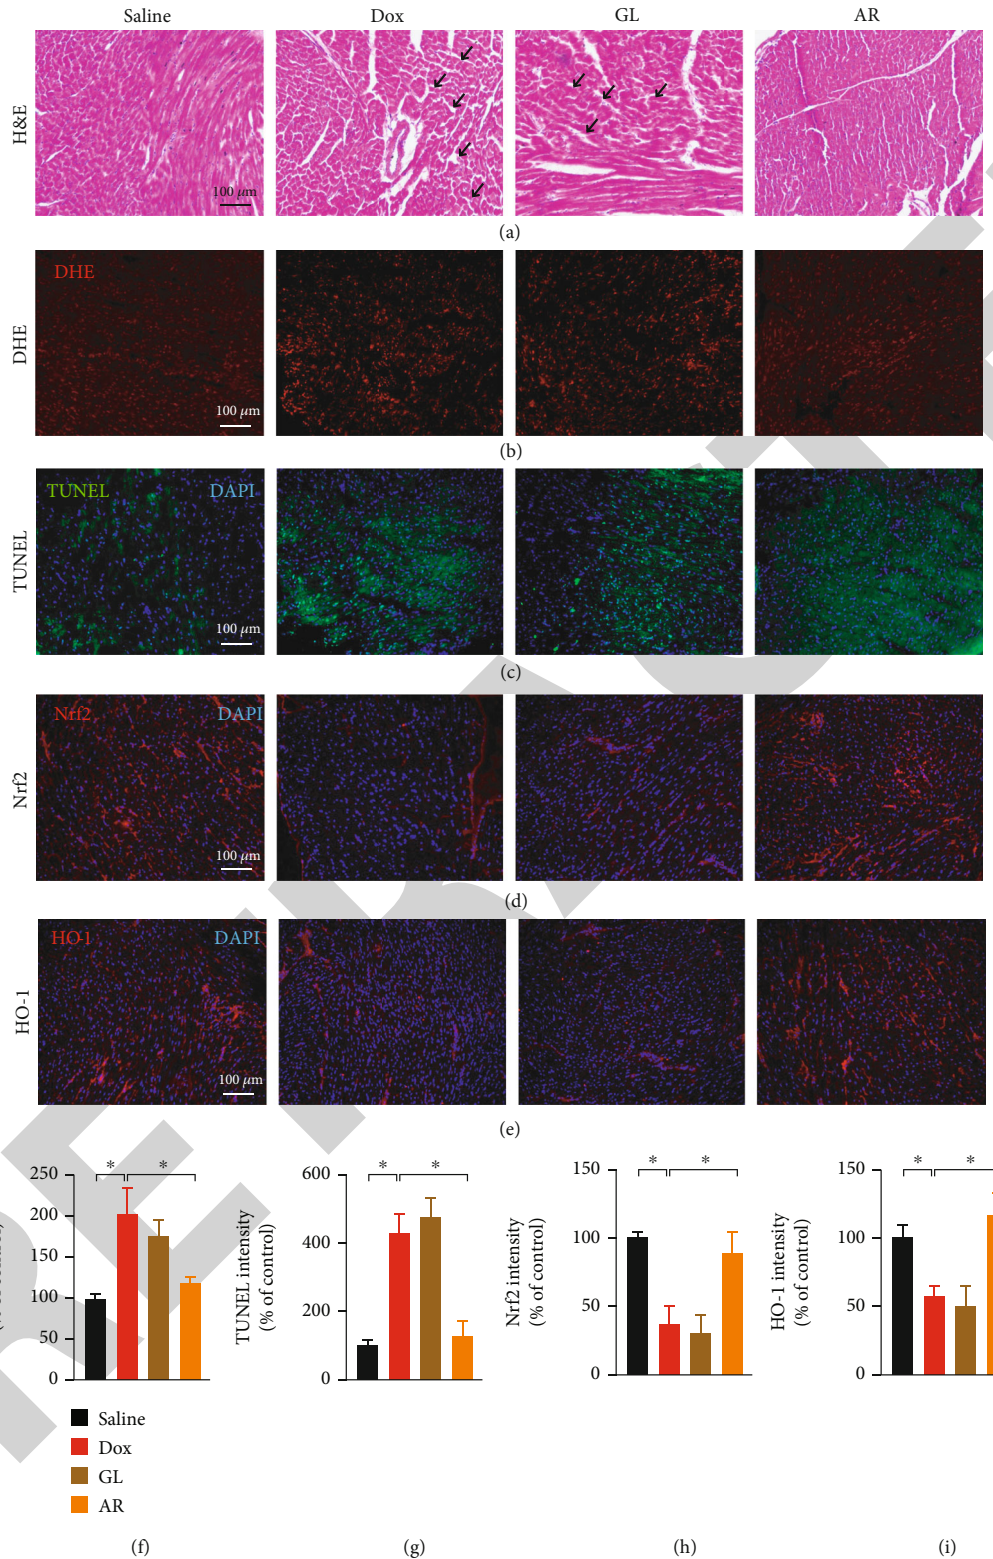 Saline Dox GL AR
H&E
100 μm
(a)
DHE
DHE
100 μm
(b)
TUNEL
TUNEL DAPI
100 μm
(c)
Nrf2
Nrf2 DAPI
100 μm
(d)
HO-1
HO-1 DAPI
100 μm
(e)
250
200
150
100
50
0
* *
TUNEL intensity
(% of control)
600
400
200
0
* *
Nrf2 intensity
(% of control)
150
100
50
0
* *
HO-1 intensity
(% of control)
150
100
50
0
* *
Saline
Dox
GL
AR
(f) (g) (h) (i)